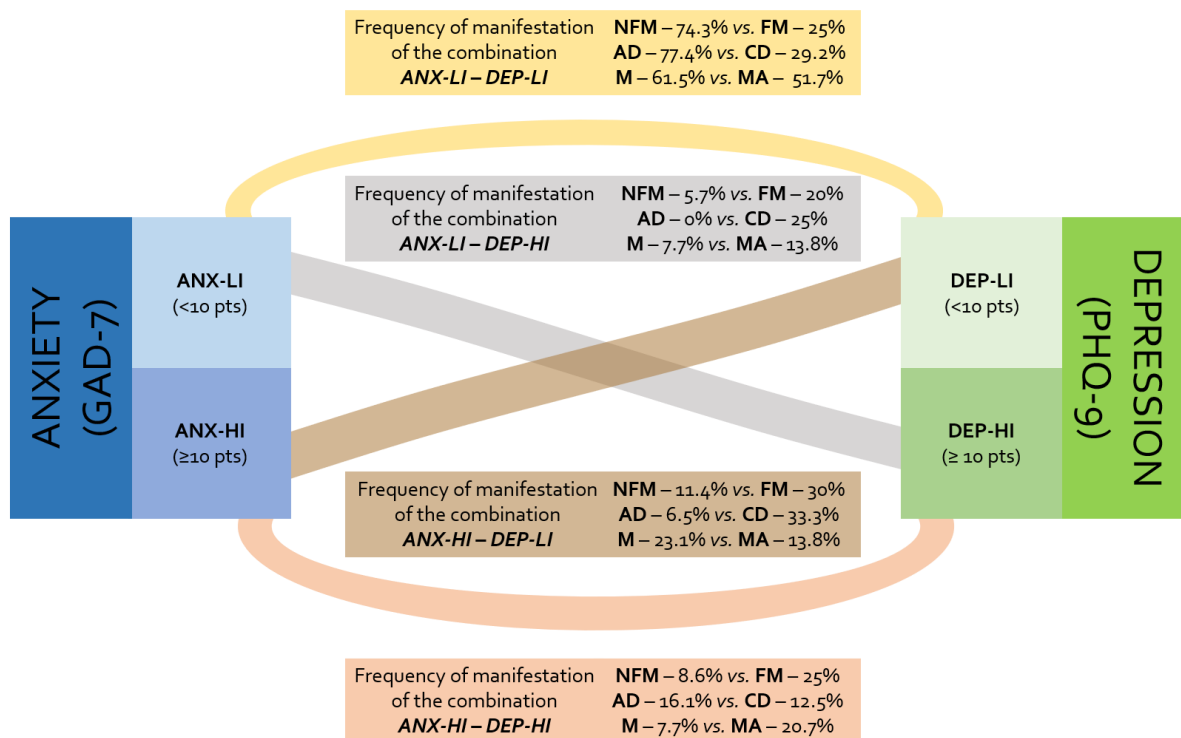 Frequency of manifestation NFM – 74.3% vs. FM – 25%
of the combination AD – 77.4% vs. CD – 29.2%
ANX-LI – DEP-LI M – 61.5% vs. MA – 51.7%
Frequency of manifestation NFM – 5.7% vs. FM – 20%
of the combination AD – 0% vs. CD – 25%
ANX-LI – DEP-HI M – 7.7% vs. MA – 13.8%
ANXIETY
(GAD-7)
ANX-LI
(<10 pts)
ANX-HI
(≥10 pts)
DEP-LI
(<10 pts)
DEP-HI
(≥ 10 pts)
DEPRESSION
(PHQ-9)
Frequency of manifestation NFM – 11.4% vs. FM – 30%
of the combination AD – 6.5% vs. CD – 33.3%
ANX-HI – DEP-LI M – 23.1% vs. MA – 13.8%
Frequency of manifestation NFM – 8.6% vs. FM – 25%
of the combination AD – 16.1% vs. CD – 12.5%
ANX-HI – DEP-HI M – 7.7% vs. MA – 20.7%